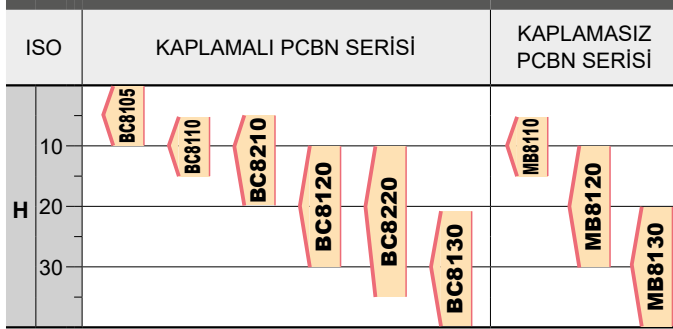 ISO
KAPLAMALI PCBN SERİSİ
KAPLAMASIZ
PCBN SERİSİ
H
10
20
30
BC8105
BC8110
BC8210
BC8120
BC8220
BC8130
MB8110
MB8120
MB8130